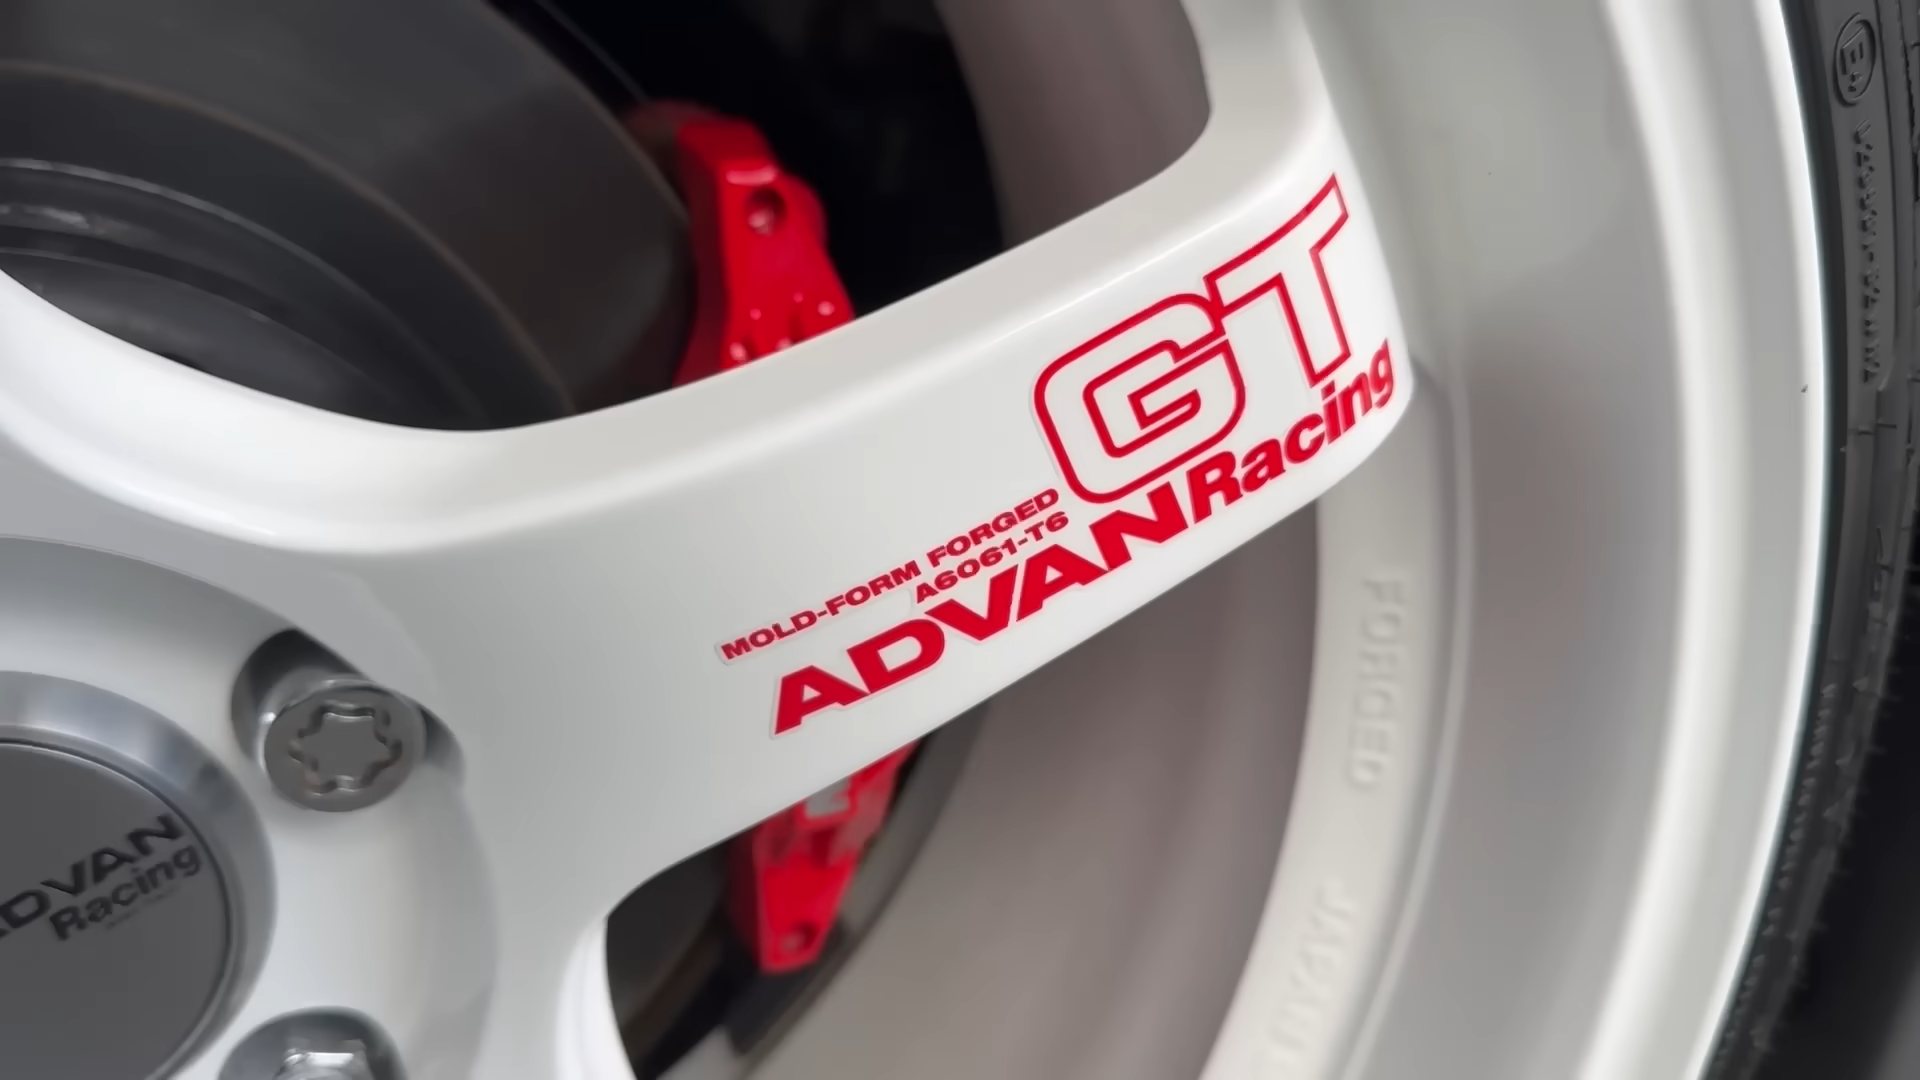 GT
MOLD-FORM FORGED
A6061-T6
ADVAN Racing
ADVAN
Racing
FORGED